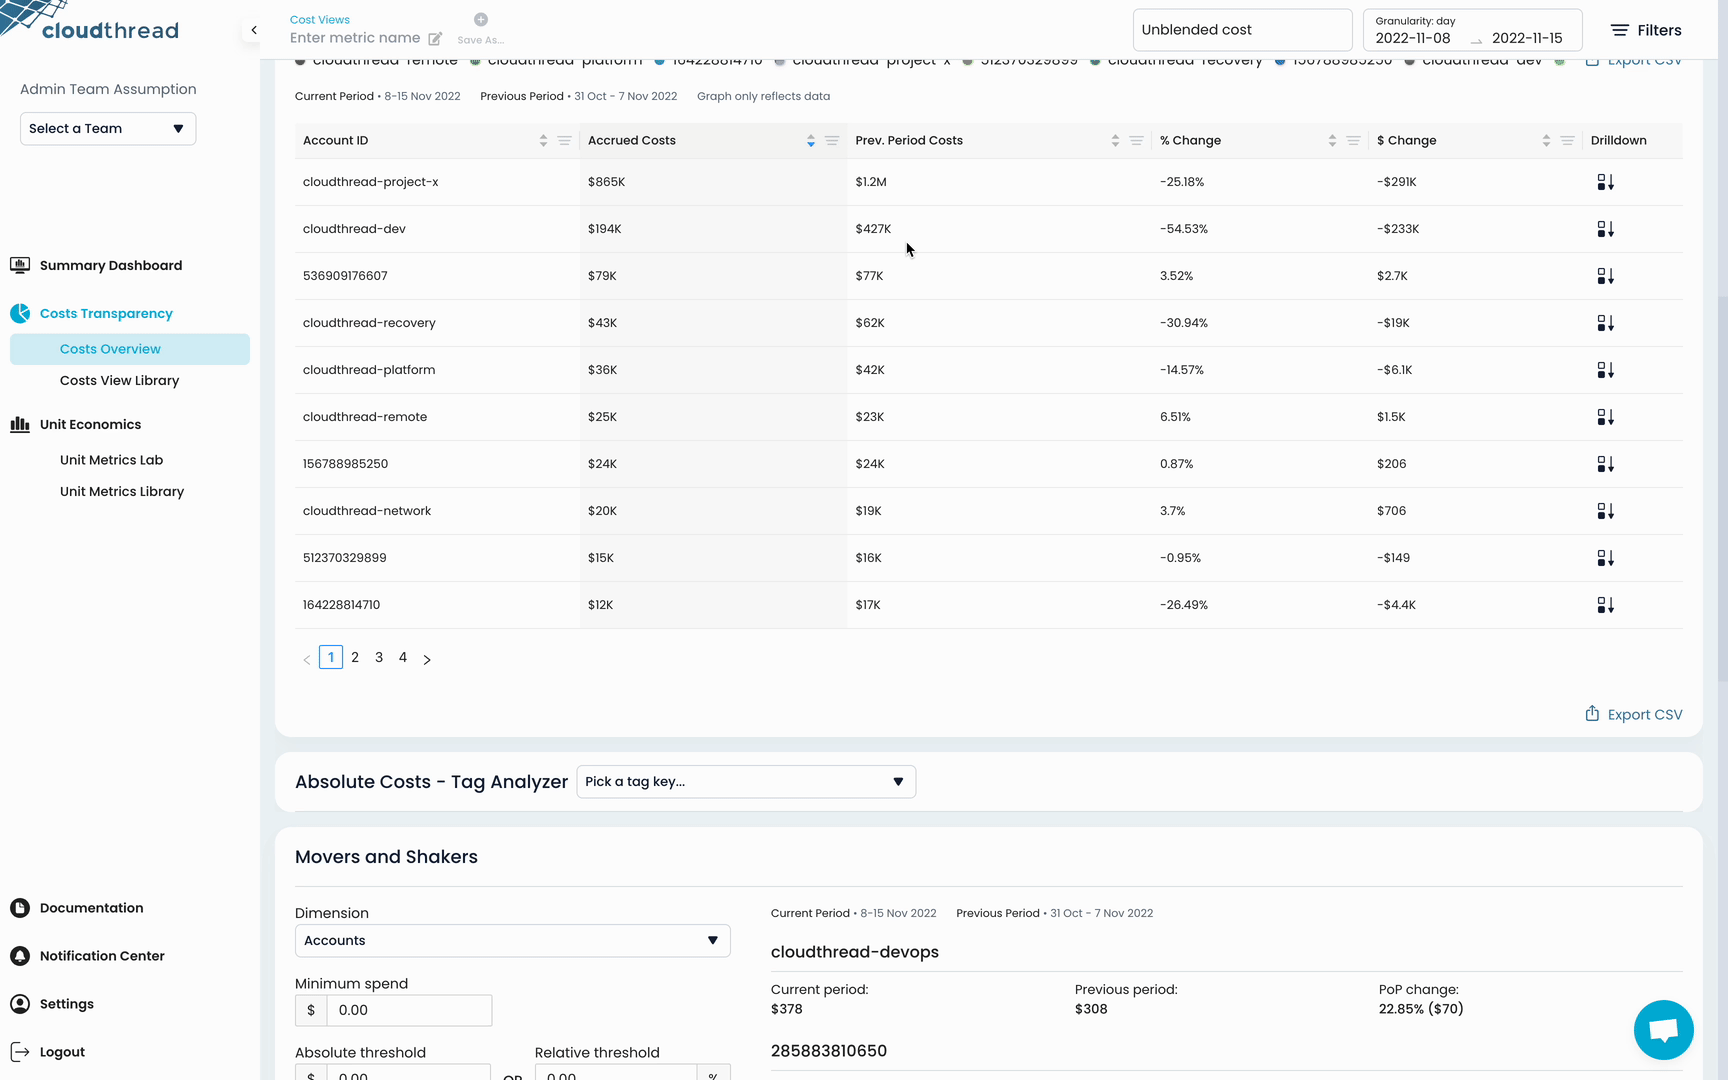 cloudthread
Admin Team Assumption
Select a Team
Summary Dashboard
Costs Transparency
Costs Overview
Costs View Library
Unit Economics
Unit Metrics Lab
Unit Metrics Library
Documentation
Notification Center
Settings
Logout
Cost Views
Enter metric name
Save As...
Unblended cost
Granularity: day
2022-11-08 2022-11-15
Filters
cloudthread-remote cloudthread-platform 164228814710 cloudthread-project-x 512370329899 cloudthread-recovery 156788985250 cloudthread-dev Export CSV
Current Period • 8-15 Nov 2022 Previous Period • 31 Oct - 7 Nov 2022 Graph only reflects data
Account ID Accrued Costs Prev. Period Costs % Change $ Change Drilldown
cloudthread-project-x $865K $1.2M -25.18% -$291K
cloudthread-dev $194K $427K -54.53% -$233K
536909176607 $79K $77K 3.52% $2.7K
cloudthread-recovery $43K $62K -30.94% -$19K
cloudthread-platform $36K $42K -14.57% -$6.1K
cloudthread-remote $25K $23K 6.51% $1.5K
156788985250 $24K $24K 0.87% $206
cloudthread-network $20K $19K 3.7% $706
512370329899 $15K $16K -0.95% -$149
164228814710 $12K $17K -26.49% -$4.4K
< 1 2 3 4 >
Export CSV
Absolute Costs - Tag Analyzer Pick a tag key...
Movers and Shakers
Dimension
Accounts
Minimum spend
$ 0.00
Absolute threshold Relative threshold
$ 0.00 OR 0.00 %
Current Period • 8-15 Nov 2022 Previous Period • 31 Oct - 7 Nov 2022
cloudthread-devops
Current period: Previous period: PoP change:
$378 $308 22.85% ($70)
285883810650